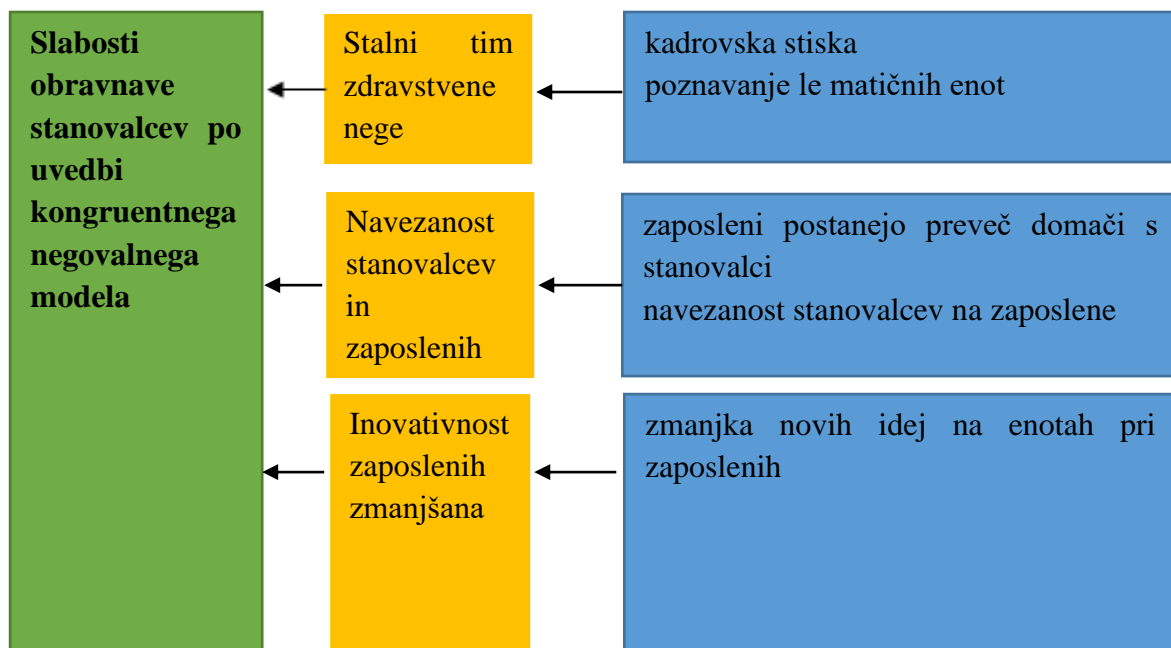 Slabosti
obravnave
stanovalcev po
uvedbi
kongruentnega
negovalnega
modela
Stalni tim
zdravstvene
nege
kadrovska stiska
poznavanje le matičnih enot
Navezanost
stanovalcev
in
zaposlenih
zaposleni postanejo preveč domači s
stanovalci
navezanost stanovalcev na zaposlene
Inovativnost
zaposlenih
zmanjšana
zmanjka novih idej na enotah pri
zaposlenih